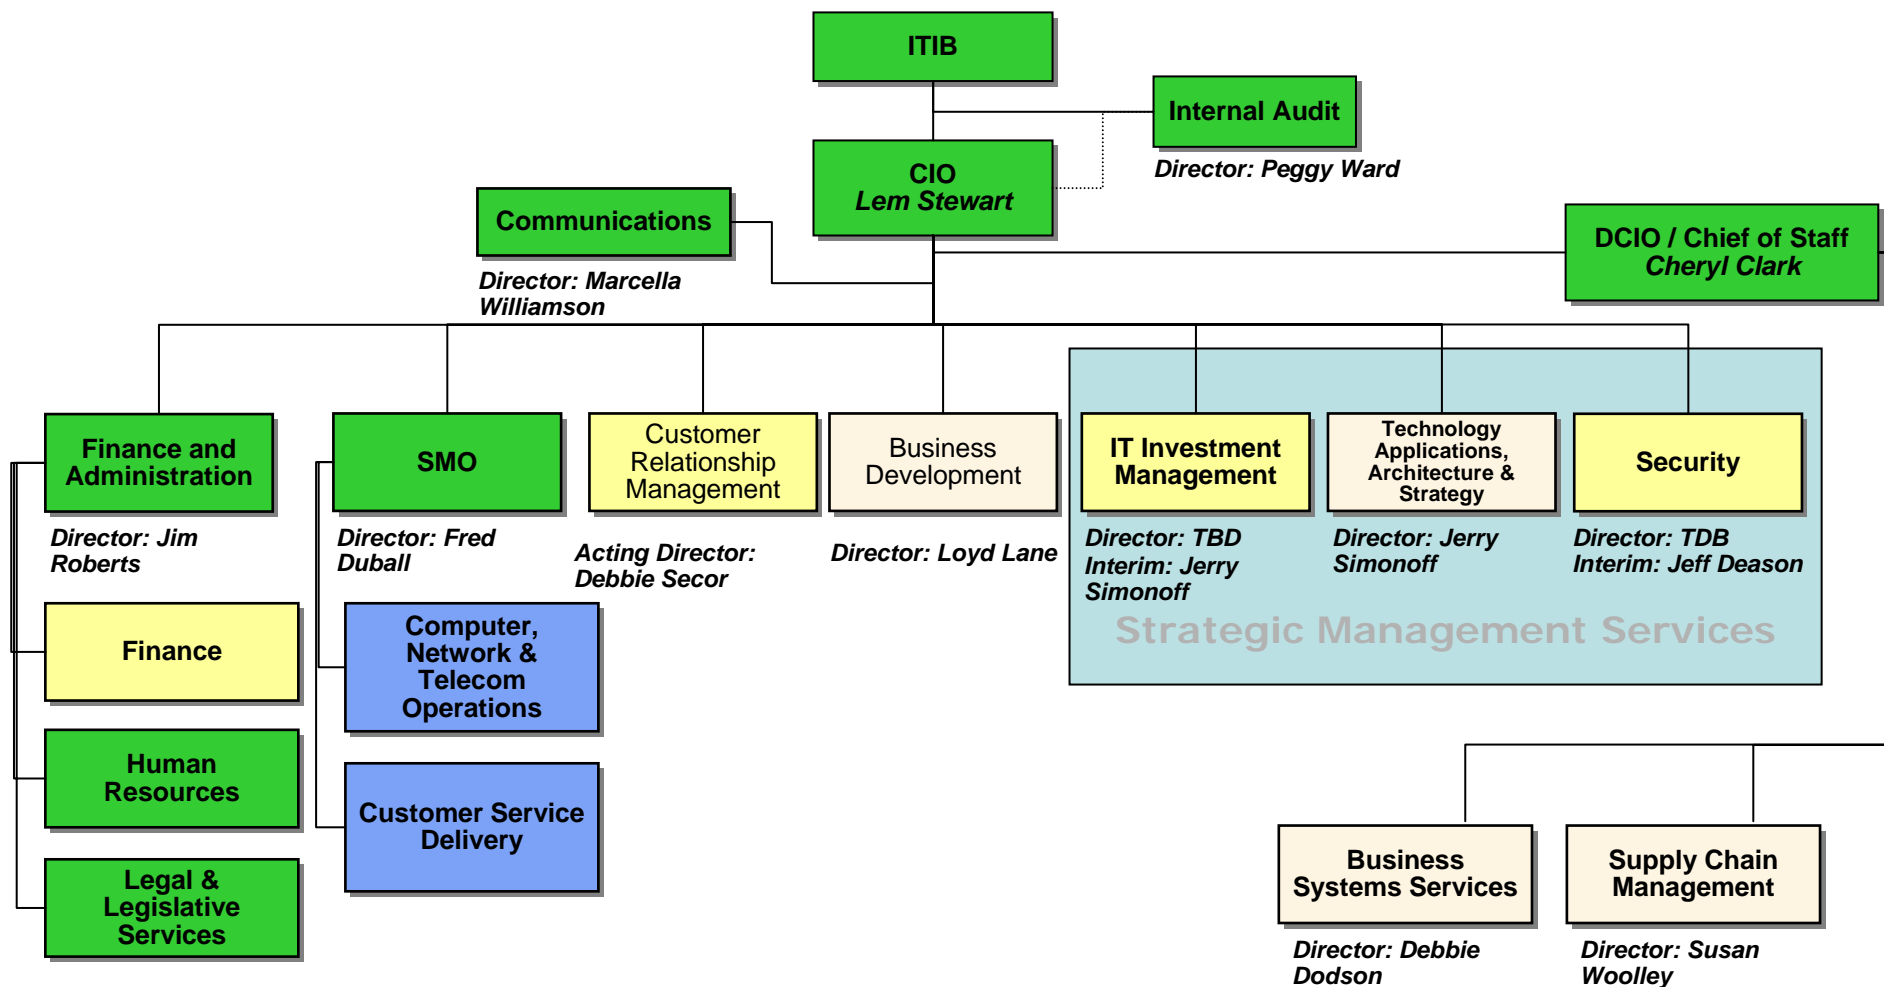 ITIB
Internal Audit
Director: Peggy Ward
CIO
Lem Stewart
Communications
Director: Marcella
Williamson
DCIO / Chief of Staff
Cheryl Clark
Finance and
Administration
Director: Jim
Roberts
SMO
Director: Fred
Duball
Customer
Relationship
Management
Acting Director:
Debbie Secor
Business
Development
Director: Loyd Lane
IT Investment
Management
Director: TBD
Interim: Jerry
Simonoff
Technology
Applications,
Architecture &
Strategy
Director: Jerry
Simonoff
Security
Director: TDB
Interim: Jeff Deason
Strategic Management Services
Finance
Human
Resources
Legal &
Legislative
Services
Computer,
Network &
Telecom
Operations
Customer Service
Delivery
Business
Systems Services
Director: Debbie
Dodson
Supply Chain
Management
Director: Susan
Woolley